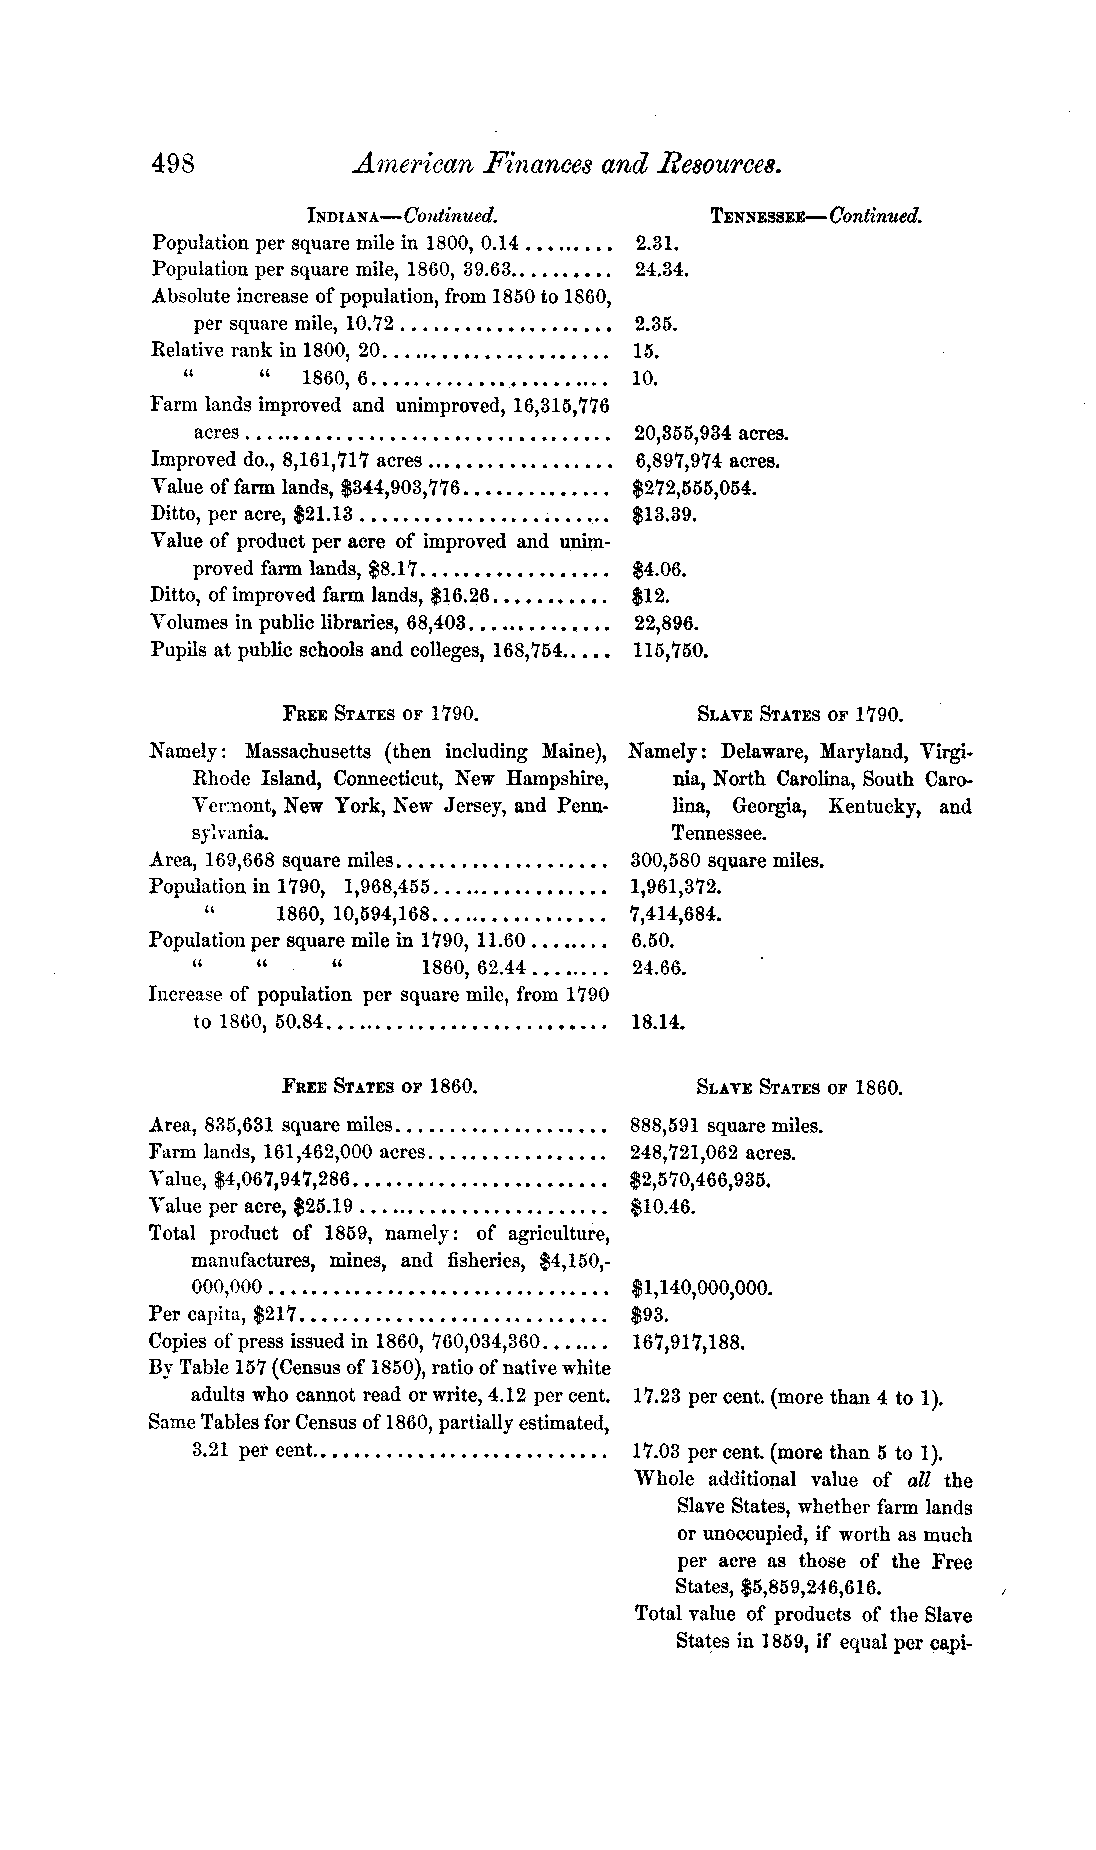 498 American Finances and Resources.
INDIANA—Continued. TENNESSEE—Continued.
Population per square mile in 1800, 0.14 ......... 2.31.
Population per square mile, 1860, 39.63.......... 24.34.
Absolute increase of population, from 1850 to 1860,
per square mile, 10.72 .................... 2.35.
Relative rank in 1800, 20...................... 15.
“ “ 1860, 6....................... 10.
Farm lands improved and unimproved, 16,315,776
acres .................................. 20,355,934 acres.
Improved do., 8,161,717 acres .................. 6,897,974 acres.
Value of farm lands, $344,903,776.............. $272,555,054.
Ditto, per acre, $21.13 ........................ $13.39.
Value of product per acre of improved and unim-
proved farm lands, $8.17.................. $4.06.
Ditto, of improved farm lands, $16.26........... $12.
Volumes in public libraries, 68,403.............. 22,896.
Pupils at public schools and colleges, 168,754..... 115,750.
FREE STATES OF 1790. SLAVE STATES OF 1790.
Namely: Massachusetts (then including Maine), Namely: Delaware, Maryland, Virgi-
Rhode Island, Connecticut, New Hampshire, nia, North Carolina, South Caro-
Vermont, New York, New Jersey, and Penn- lina, Georgia, Kentucky, and
sylvania. Tennessee.
Area, 169,668 square miles.................... 300,580 square miles.
Population in 1790, 1,968,455................. 1,961,372.
“ 1860, 10,594,168................. 7,414,684.
Population per square mile in 1790, 11.60 ........ 6.50.
“ “ “ 1860, 62.44 ........ 24.66.
Increase of population per square mile, from 1790
to 1860, 50.84........................... 18.14.
FREE STATES OF 1860. SLAVE STATES OF 1860.
Area, 835,631 square miles.................... 888,591 square miles.
Farm lands, 161,462,000 acres................. 248,721,062 acres.
Value, $4,067,947,286........................ $2,570,466,935.
Value per acre, $25.19 ........................ $10.46.
Total product of 1859, namely: of agriculture,
manufactures, mines, and fisheries, $4,150,-
000,000 ................................ $1,140,000,000.
Per capita, $217............................. $93.
Copies of press issued in 1860, 760,034,360....... 167,917,188.
By Table 157 (Census of 1850), ratio of native white
adults who cannot read or write, 4.12 per cent. 17.23 per cent. (more than 4 to 1).
Same Tables for Census of 1860, partially estimated,
3.21 per cent............................ 17.03 per cent. (more than 5 to 1).
Whole additional value of all the
Slave States, whether farm lands
or unoccupied, if worth as much
per acre as those of the Free
States, $5,859,246,616.
Total value of products of the Slave
States in 1859, if equal per capi-